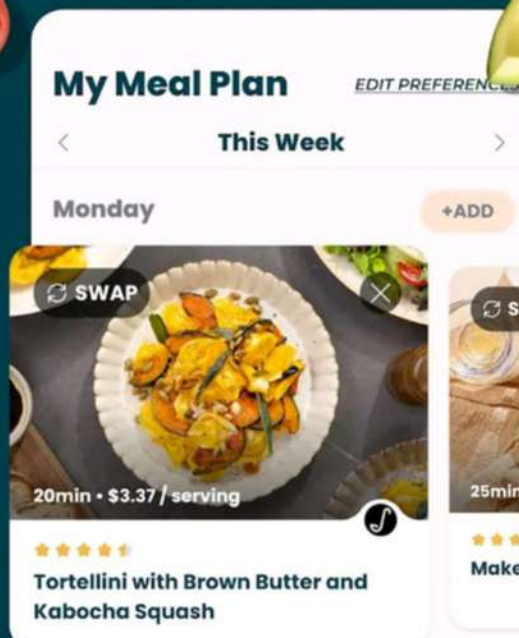 My Meal Plan
EDIT PREFERENCES
This Week
Monday
+ADD
SWAP
S
20min • $3.37 / serving
25min
Tortellini with Brown Butter and
Kabocha Squash
Make